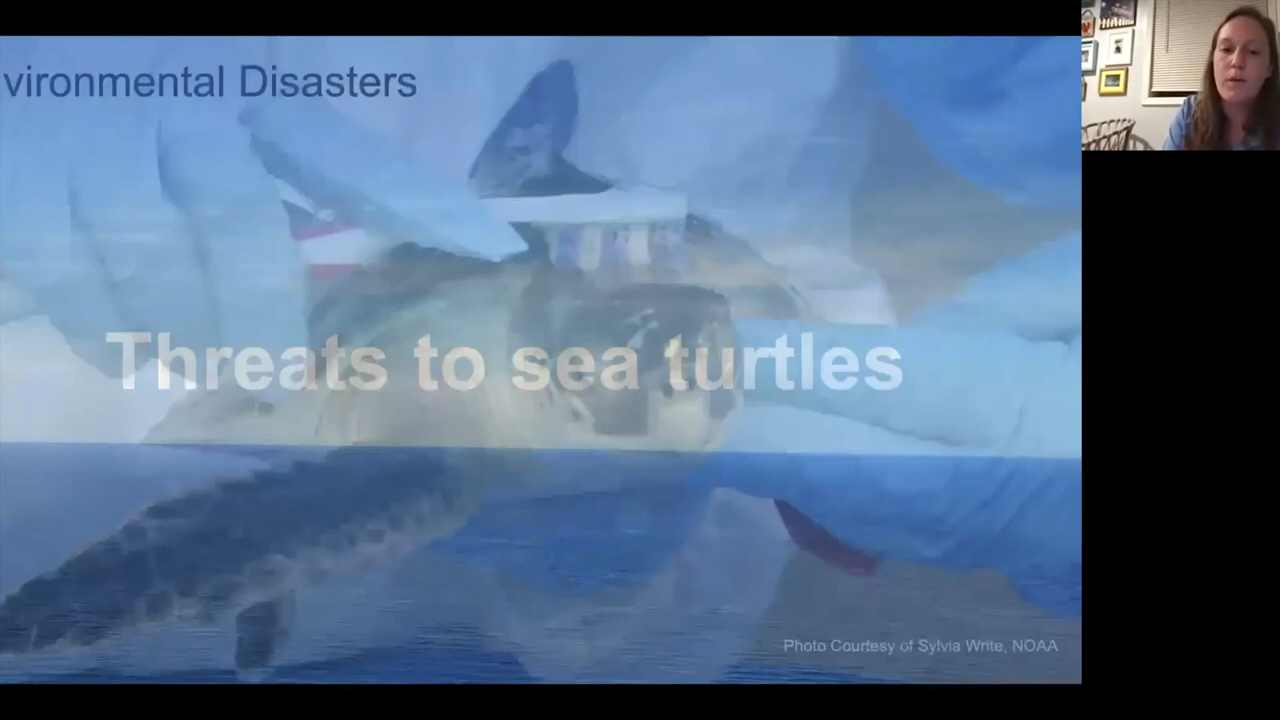 vironmental Disasters
Threats to sea turtles
Photo Courtesy of Sylvia Write, NOAA